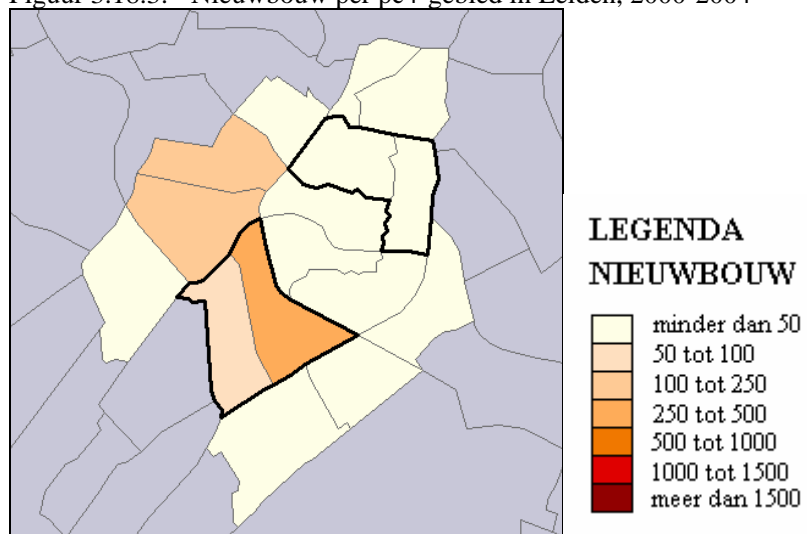 LEGENDA
NIEUWBOUW
minder dan 50
50 tot 100
100 tot 250
250 tot 500
500 tot 1000
1000 tot 1500
meer dan 1500